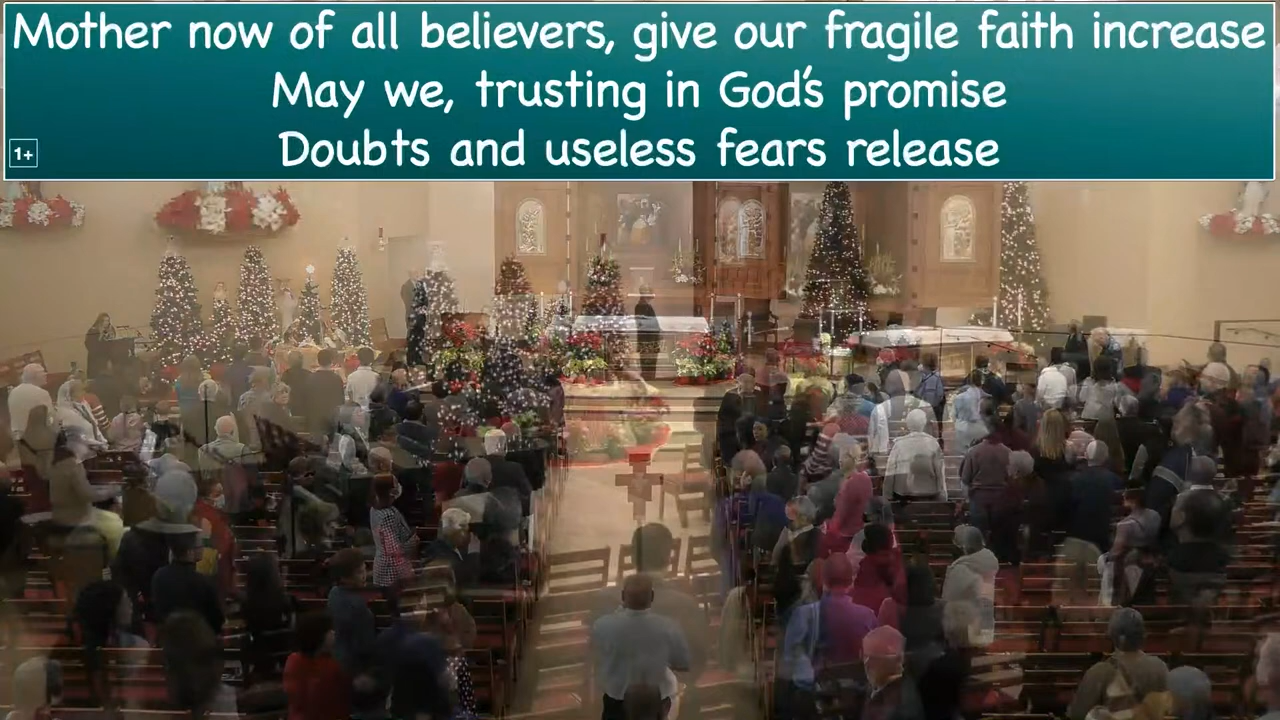 Mother now of all believers, give our fragile faith increase
May we, trusting in God's promise
Doubts and useless fears release
1+